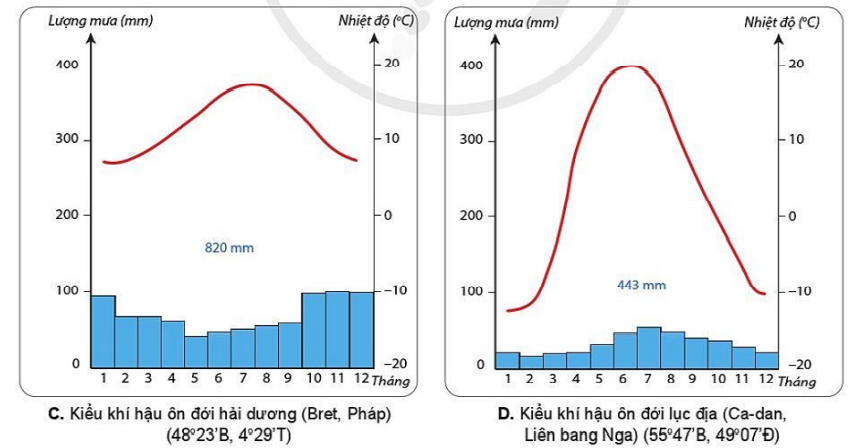 Lượng mưa (mm) Nhiệt độ (°C)
400 20
300 10
200 0
820 mm
100 −10
0 −20
1 2 3 4 5 6 7 8 9 10 11 12 Tháng
C. Kiểu khí hậu ôn đới hải dương (Bret, Pháp)
(48°23'B, 4°29'T)
Lượng mưa (mm) Nhiệt độ (°C)
400 20
300 10
200 0
443 mm
100 −10
0 −20
1 2 3 4 5 6 7 8 9 10 11 12 Tháng
D. Kiểu khí hậu ôn đới lục địa (Ca-dan,
Liên bang Nga) (55°47'B, 49°07'Đ)